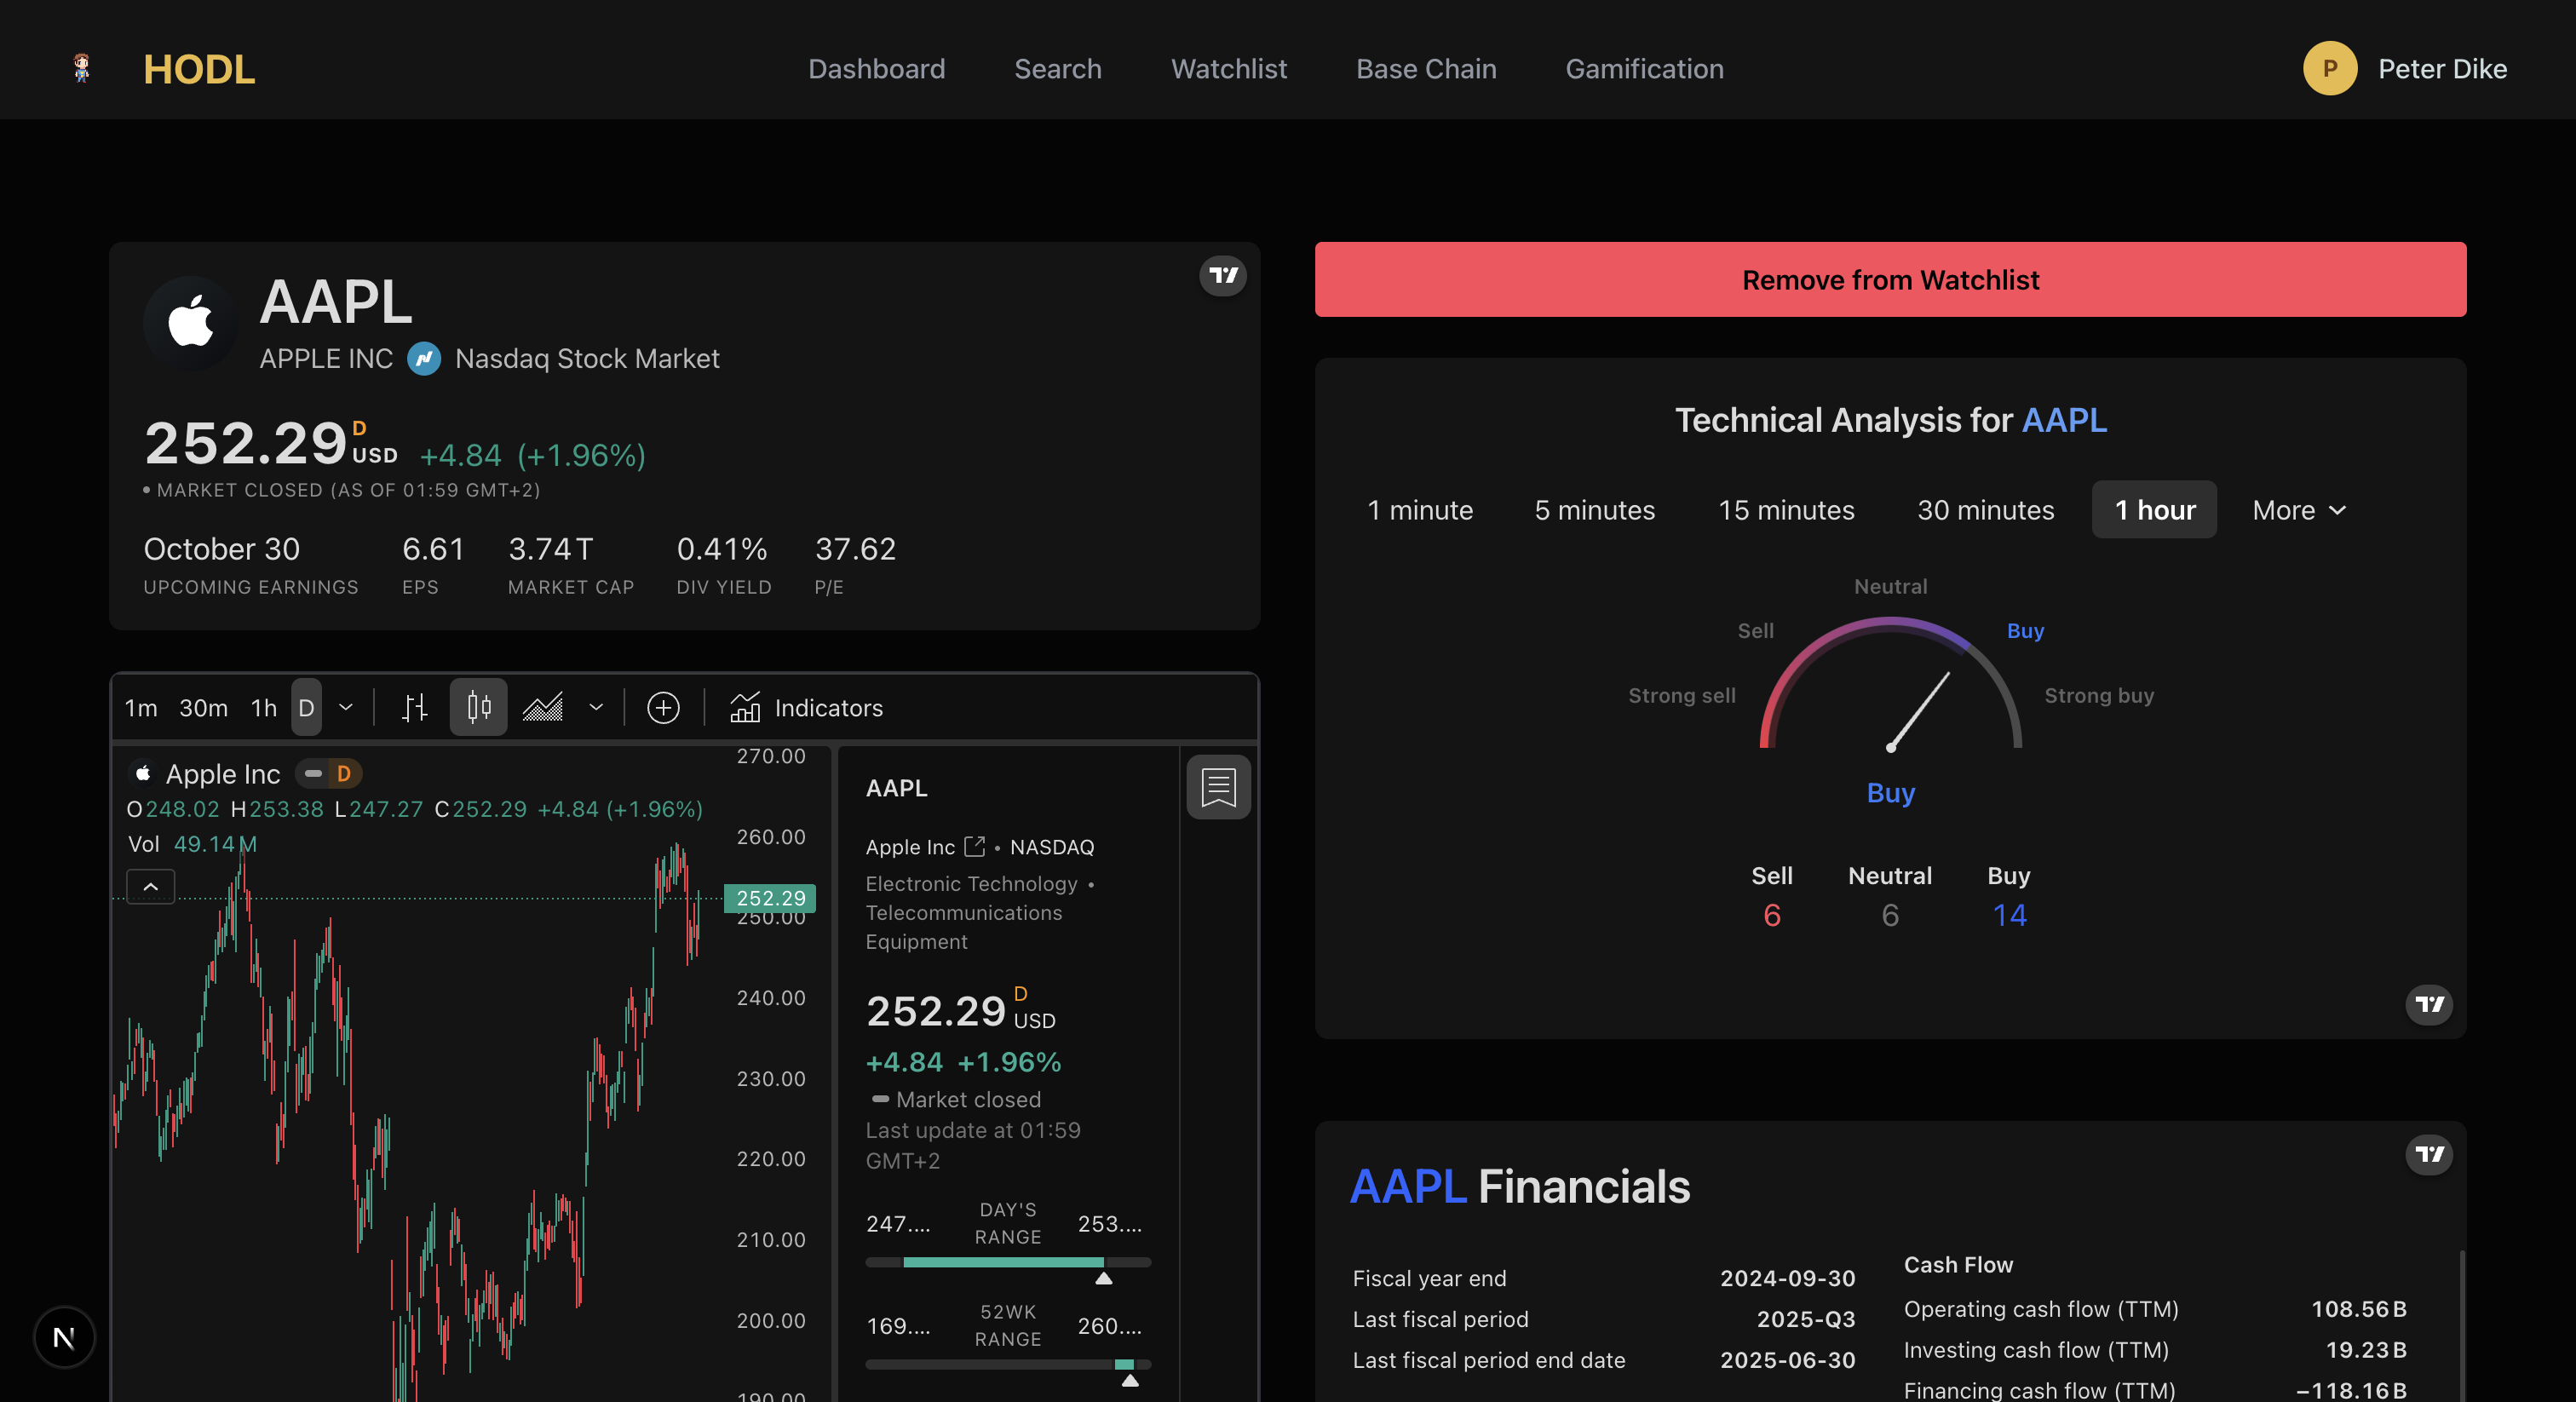 HODL
Dashboard Search Watchlist Base Chain Gamification
P Peter Dike
AAPL
APPLE INC Nasdaq Stock Market
252.29 D USD +4.84 (+1.96%)
• MARKET CLOSED (AS OF 01:59 GMT+2)
October 30 6.61 3.74T 0.41% 37.62
UPCOMING EARNINGS EPS MARKET CAP DIV YIELD P/E
1m 30m 1h D Indicators
Apple Inc D
O248.02 H253.38 L247.27 C252.29 +4.84 (+1.96%)
Vol 49.14M
270.00
260.00
252.29
250.00
240.00
230.00
220.00
210.00
200.00
190.00
AAPL
Apple Inc • NASDAQ
Electronic Technology •
Telecommunications
Equipment
252.29 D USD
+4.84 +1.96%
Market closed
Last update at 01:59
GMT+2
247.... DAY'S RANGE 253....
169.... 52WK RANGE 260....
N
Remove from Watchlist
Technical Analysis for AAPL
1 minute 5 minutes 15 minutes 30 minutes 1 hour More
Neutral
Sell Buy
Strong sell Strong buy
Buy
Sell Neutral Buy
6 6 14
AAPL Financials
Fiscal year end 2024-09-30
Last fiscal period 2025-Q3
Last fiscal period end date 2025-06-30
Cash Flow
Operating cash flow (TTM) 108.56B
Investing cash flow (TTM) 19.23B
Financing cash flow (TTM) −118.16B